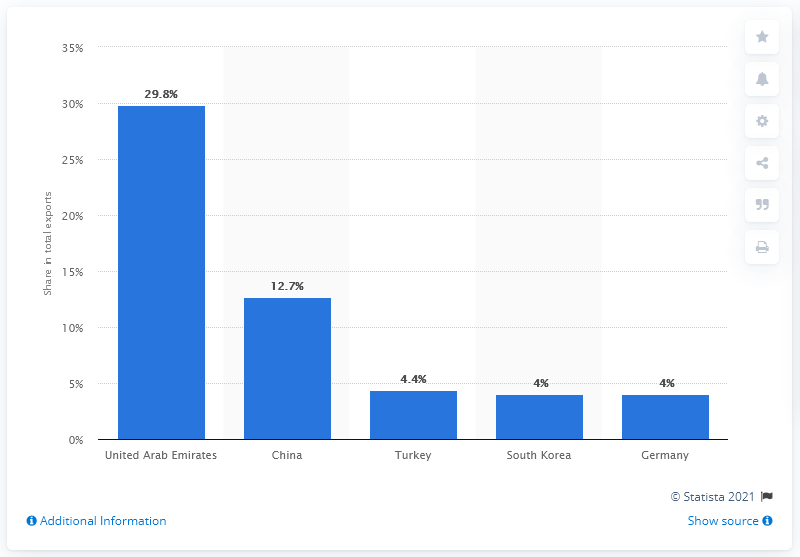 35%
30%
25%
20%
15%
10%
5%
0%
Share in total exports
29.8%
12.7%
4.4%
4%
4%
United Arab Emirates
China
Turkey
South Korea
Germany
© Statista 2021
Additional Information
Show source